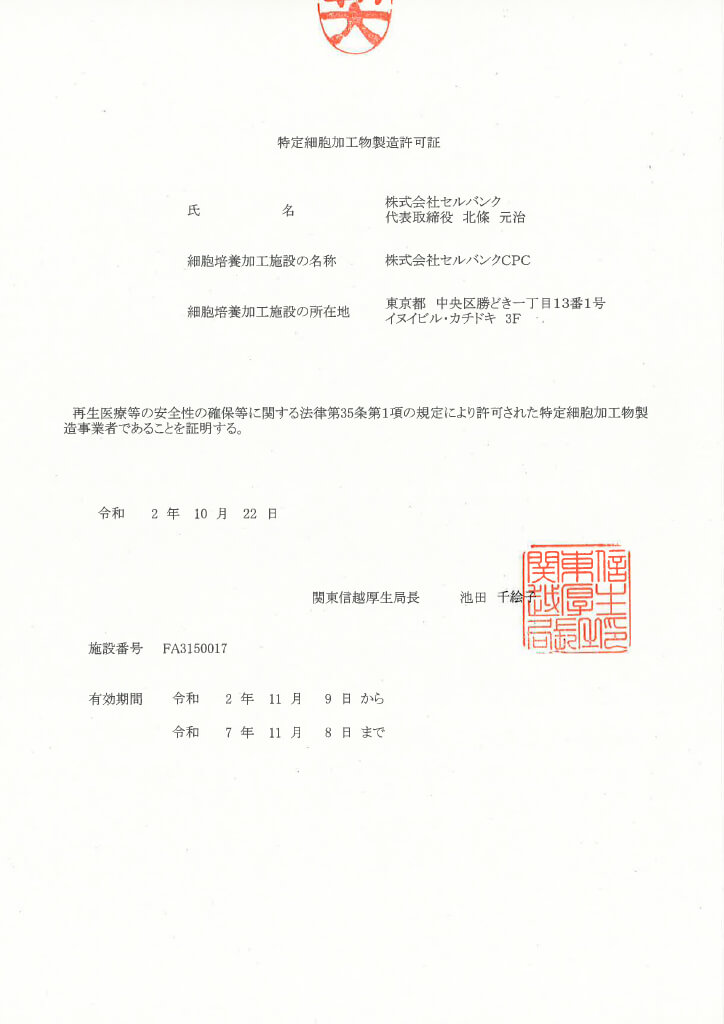 特定細胞加工物製造許可証
氏 名
株式会社セルバンク
代表取締役 北條 元治
細胞培養加工施設の名称 株式会社セルバンクCPC
細胞培養加工施設の所在地
東京都 中央区勝どき一丁目13番1号
イヌイビル・カチドキ 3F
再生医療等の安全性の確保等に関する法律第35条第1項の規定により許可された特定細胞加工物製
造事業者であることを証明する。
令和 2 年 10 月 22 日
関東信越厚生局長 池田 千絵子
関東信越厚生局長印
施設番号 FA3150017
有効期間 令和 2 年 11 月 9 日 から
令和 7 年 11 月 8 日 まで